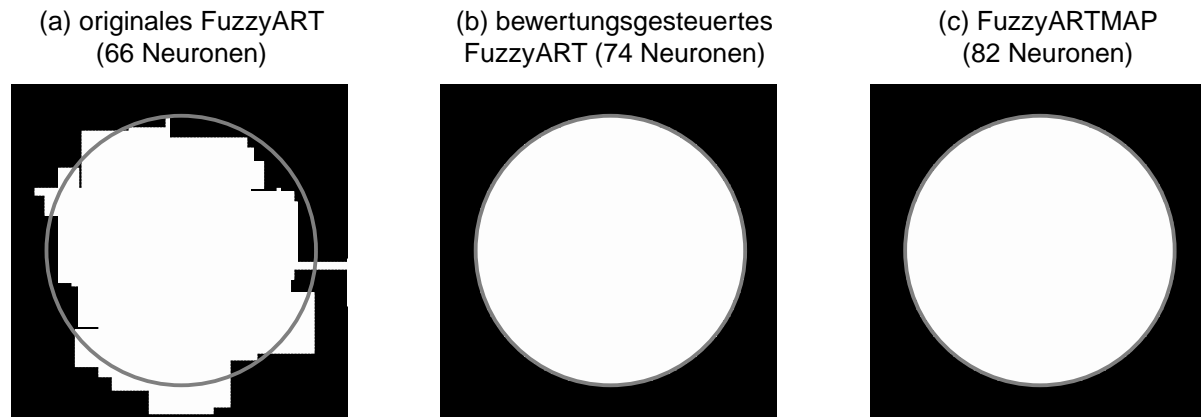 (a) originales FuzzyART
(66 Neuronen)
(b) bewertungsgesteuertes
FuzzyART (74 Neuronen)
(c) FuzzyARTMAP
(82 Neuronen)